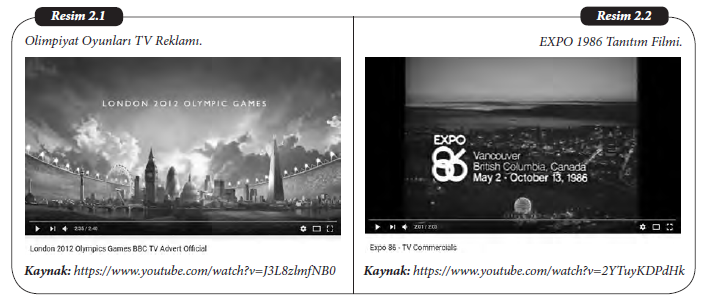 Resim 2.1
Olimpiyat Oyunları TV Reklamı.
LONDON 2012 OLYMPIC GAMES
London 2012 Olympics Games BBC TV Advert Official
Kaynak: https://www.youtube.com/watch?v=J3L8zlmfNB0
Resim 2.2
EXPO 1986 Tanıtım Filmi.
EXPO
86
Vancouver
British Columbia, Canada
May 2 - October 13, 1986
Expo 86 - TV Commercials
Kaynak: https://www.youtube.com/watch?v=2YTuyKDPdHk